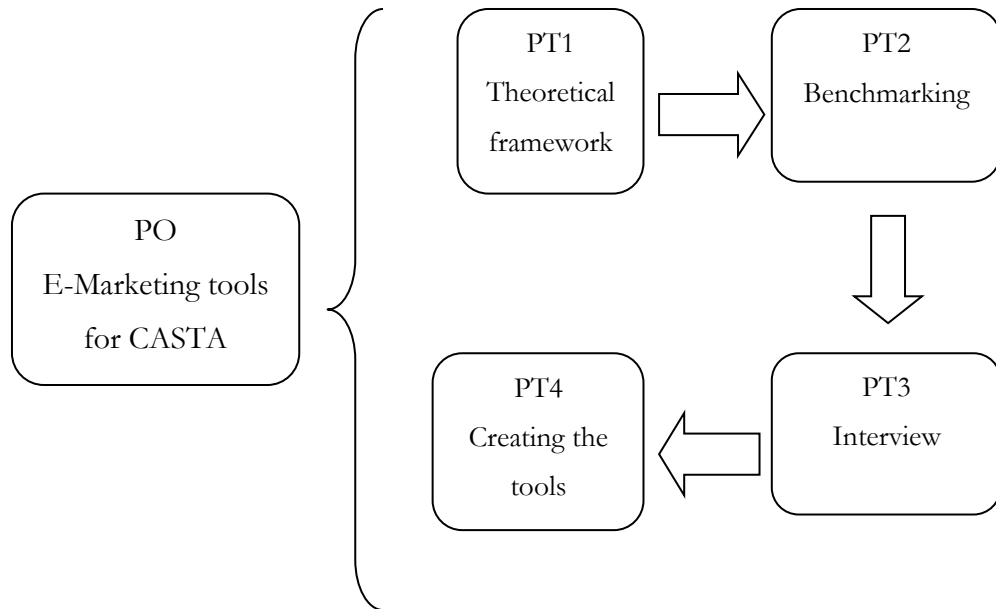 PO
E-Marketing tools
for CASTA
PT1
Theoretical
framework
PT2
Benchmarking
PT3
Interview
PT4
Creating the
tools